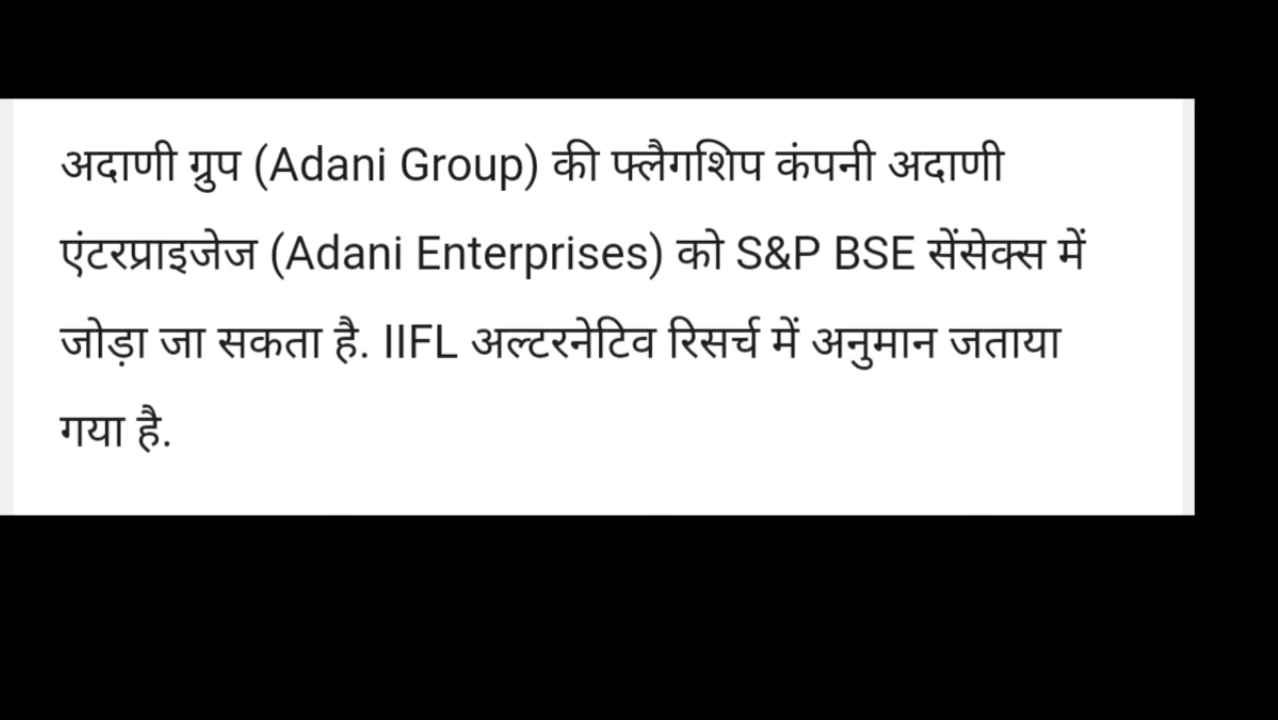 अदाणी ग्रुप (Adani Group) की फ्लैगशिप कंपनी अदाणी
एंटरप्राइजेज (Adani Enterprises) को S&P BSE सेंसेक्स में
जोड़ा जा सकता है. IIFL अल्टरनेटिव रिसर्च में अनुमान जताया
गया है.